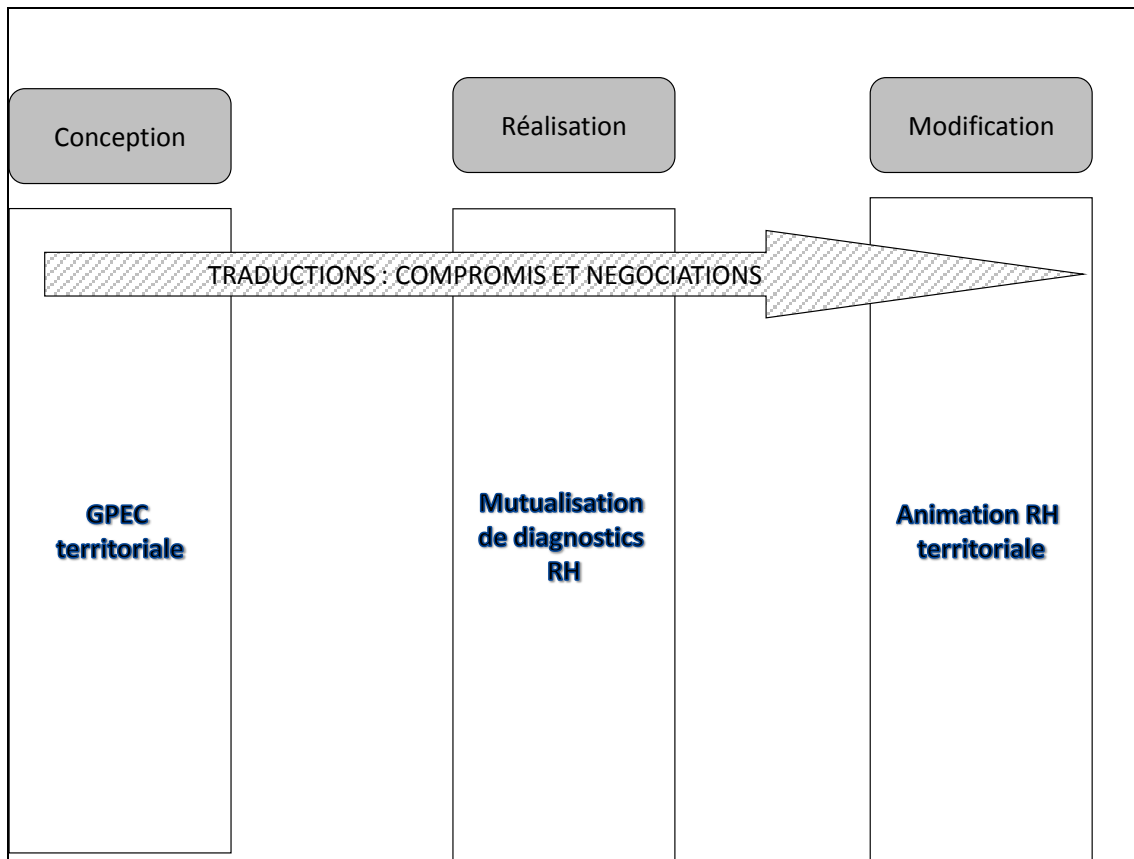 Conception
Réalisation
Modification
TRADUCTIONS : COMPROMIS ET NEGOCIATIONS
GPEC
territoriale
Mutualisation
de diagnostics
RH
Animation RH
territoriale